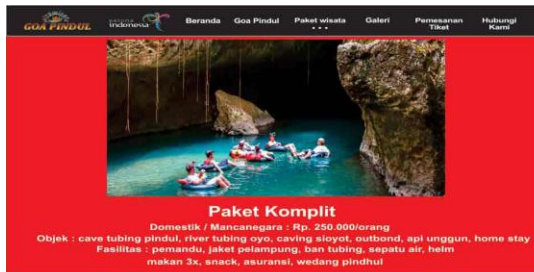 GOA PINDUL
pesona indonesia
Beranda
Goa Pindul
Paket wisata
Galeri
Pemesanan Tiket
Hubungi Kami
Paket Komplit
Domestik / Mancanegara : Rp. 250.000/orang
Objek : cave tubing pindul, river tubing oyo, caving sioyot, outbond, api unggun, home stay
Fasilitas : pemandu, jaket pelampung, ban tubing, sepatu air, helm
makan 3x, snack, asuransi, wedang pindhul